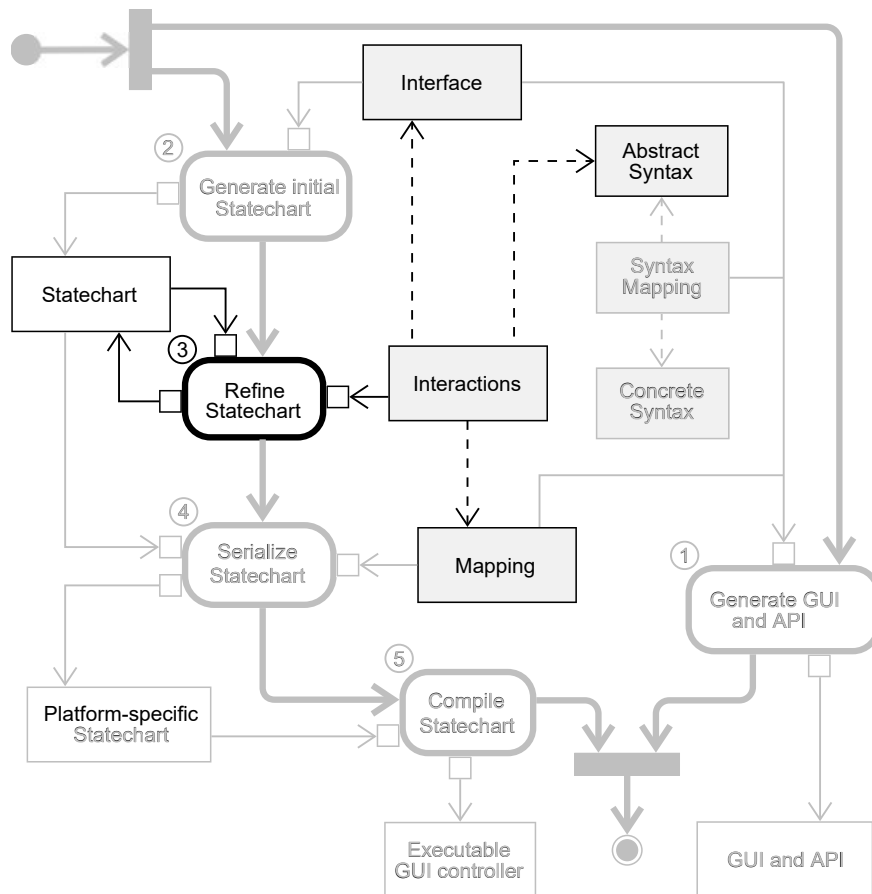 Interface
Abstract
Syntax
2
Generate initial
Statechart
Syntax
Mapping
Statechart
3
Refine
Statechart
Interactions
Concrete
Syntax
4
Serialize
Statechart
Mapping
1
Generate GUI
and API
5
Compile
Statechart
Platform-specific
Statechart
Executable
GUI controller
GUI and API